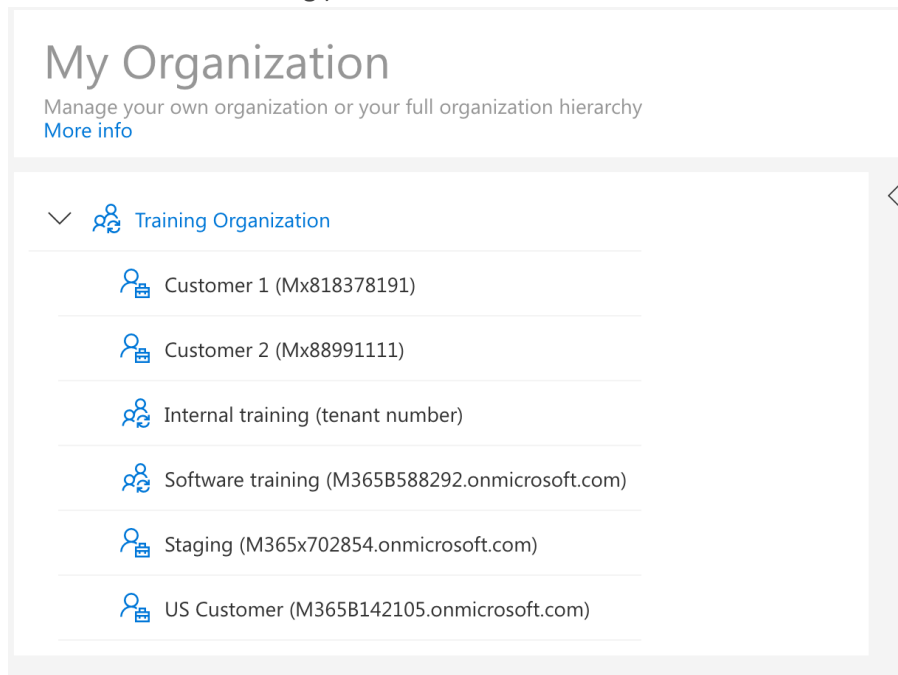 My Organization
Manage your own organization or your full organization hierarchy
More info
Training Organization
Customer 1 (Mx818378191)
Customer 2 (Mx88991111)
Internal training (tenant number)
Software training (M365B588292.onmicrosoft.com)
Staging (M365x702854.onmicrosoft.com)
US Customer (M365B142105.onmicrosoft.com)